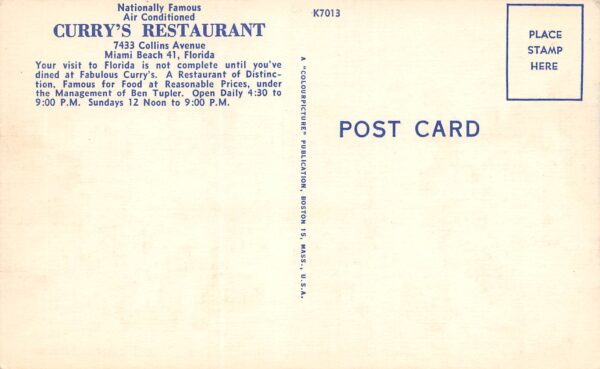 Nationally Famous
Air Conditioned
CURRY'S RESTAURANT
7433 Collins Avenue
Miami Beach 41, Florida
Your visit to Florida is not complete until you've
dined at Fabulous Curry's. A Restaurant of Distinc-
tion. Famous for Food at Reasonable Prices, under
the Management of Ben Tupler. Open Daily 4:30 to
9:00 P.M. Sundays 12 Noon to 9:00 P.M.
K7013
A "COLOURPICTURE" PUBLICATION, BOSTON 15, MASS., U.S.A.
POST CARD
PLACE
STAMP
HERE